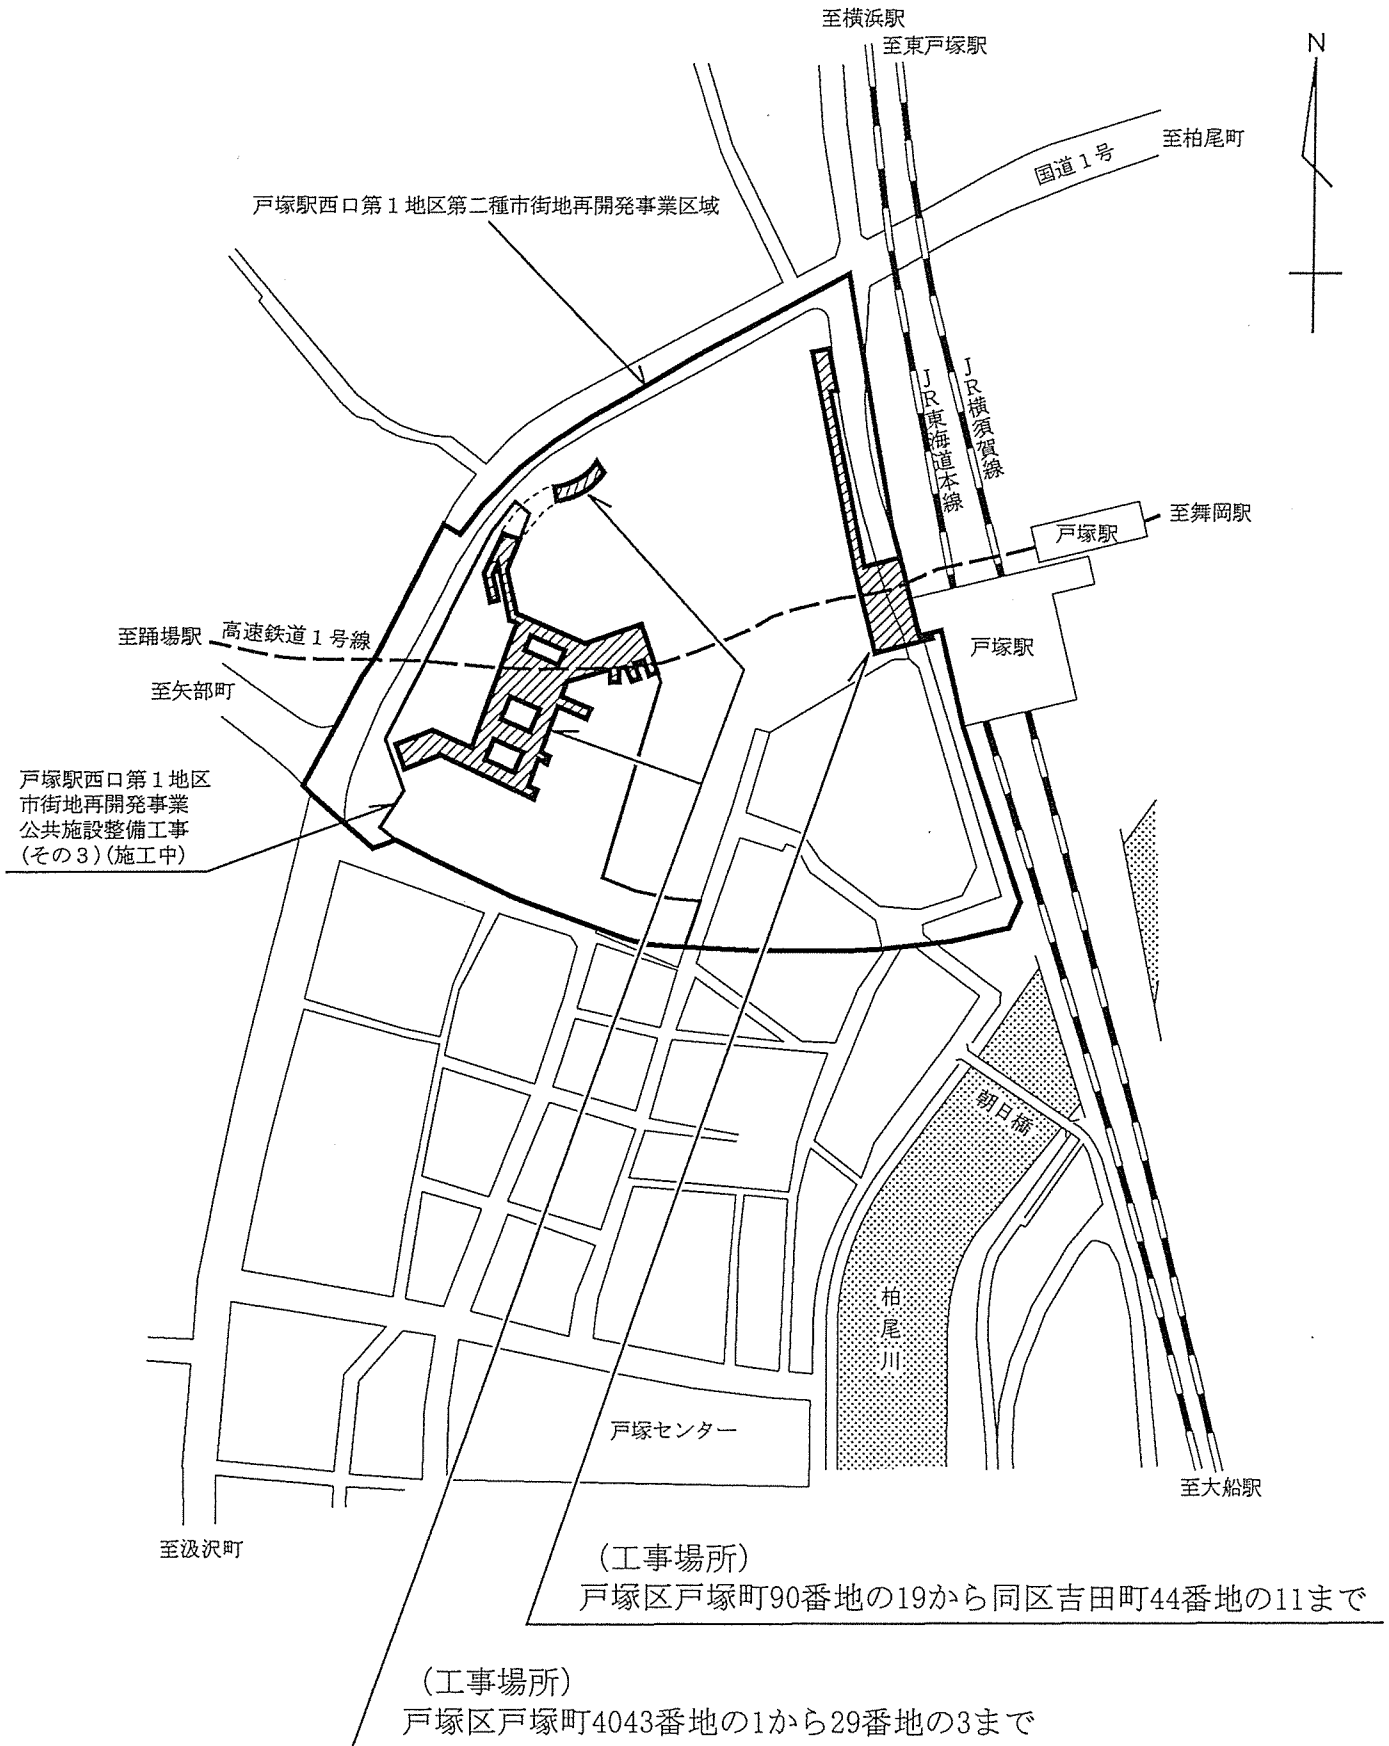 至横浜駅
至東戸塚駅
N
至柏尾町
国道１号
戸塚駅西口第１地区第二種市街地再開発事業区域
ＪＲ横須賀線
ＪＲ東海道本線
至舞岡駅
戸塚駅
至踊場駅
高速鉄道１号線
戸塚駅
至矢部町
戸塚駅西口第１地区
市街地再開発事業
公共施設整備工事
(その３)(施工中)
朝日橋
柏尾川
戸塚センター
至大船駅
至汲沢町
（工事場所）
戸塚区戸塚町90番地の19から同区吉田町44番地の11まで
（工事場所）
戸塚区戸塚町4043番地の1から29番地の3まで